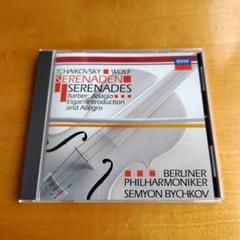 TCHAIKOVSKY • WOLF
SERENADEN
SERENADES
Barber: Adagio
Elgar: Introduction
and Allegro
DECCA
BERLINER
PHILHARMONIKER
SEMYON BYCHKOV